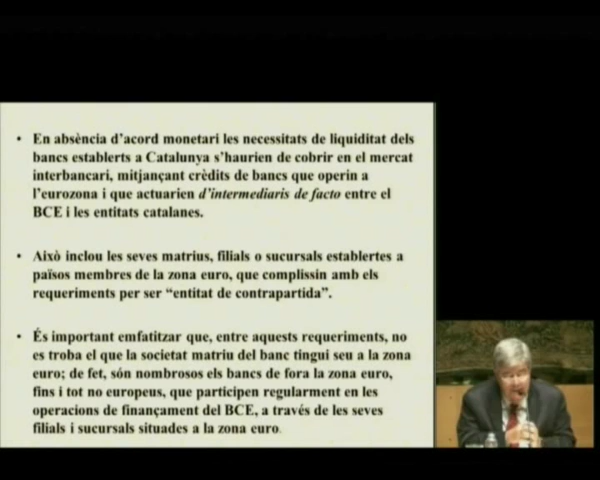 • En absència d'acord monetari les necessitats de liquiditat dels
bancs establerts a Catalunya s'haurien de cobrir en el mercat
interbancari, mitjançant crèdits de bancs que operin a
l'eurozona i que actuarien d'intermediaris de facto entre el
BCE i les entitats catalanes.
• Això inclou les seves matrius, filials o sucursals establertes a
països membres de la zona euro, que complissin amb els
requeriments per ser “entitat de contrapartida”.
• És important emfatitzar que, entre aquests requeriments, no
es troba el que la societat matriu del banc tingui seu a la zona
euro; de fet, són nombrosos els bancs de fora la zona euro,
fins i tot no europeus, que participen regularment en les
operacions de finançament del BCE, a través de les seves
filials i sucursals situades a la zona euro.